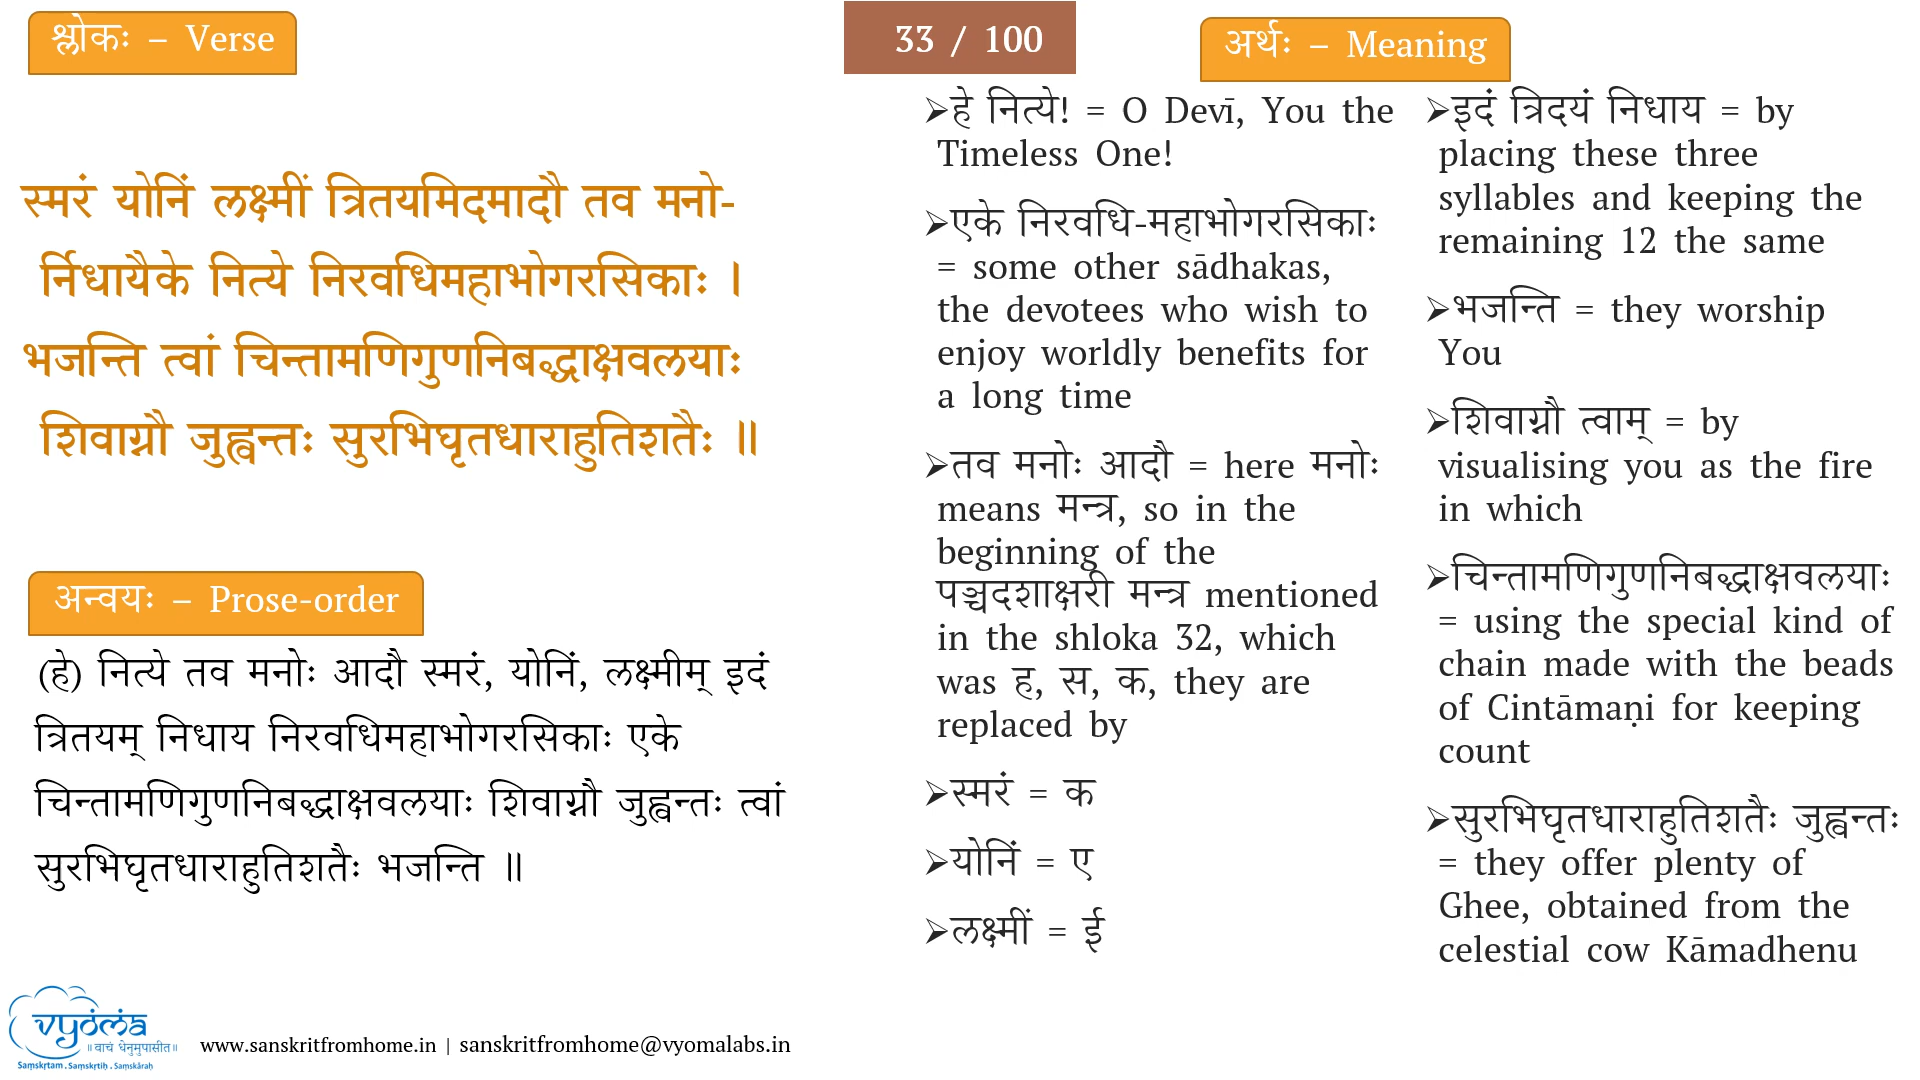 श्लोकः – Verse
स्मरं योनिं लक्ष्मीं त्रितयमिदमादौ तव मनो-
र्निधायैके नित्ये निरवधिमहाभोगरसिकाः ।
भजन्ति त्वां चिन्तामणिगुणनिबद्धाक्षवलयाः
शिवाग्नौ जुह्वन्तः सुरभिघृतधाराहुतिशतैः ॥
अन्वयः – Prose-order
(हे) नित्ये तव मनोः आदौ स्मरं, योनिं, लक्ष्मीम् इदं
त्रितयम् निधाय निरवधिमहाभोगरसिकाः एके
चिन्तामणिगुणनिबद्धाक्षवलयाः शिवाग्नौ जुह्वन्तः त्वां
सुरभिघृतधाराहुतिशतैः भजन्ति ॥
33 / 100
अर्थः – Meaning
➢हे नित्ये! = O Devī, You the
Timeless One!
➢एके निरवधि-महाभोगरसिकाः
= some other sādhakas,
the devotees who wish to
enjoy worldly benefits for
a long time
➢तव मनोः आदौ = here मनोः
means मन्त्र, so in the
beginning of the
पञ्चदशाक्षरी मन्त्र mentioned
in the shloka 32, which
was ह, स, क, they are
replaced by
➢स्मरं = क
➢योनिं = ए
➢लक्ष्मीं = ई
➢इदं त्रिदयं निधाय = by
placing these three
syllables and keeping the
remaining 12 the same
➢भजन्ति = they worship
You
➢शिवाग्नौ त्वाम् = by
visualising you as the fire
in which
➢चिन्तामणिगुणनिबद्धाक्षवलयाः
= using the special kind of
chain made with the beads
of Cintāmaṇi for keeping
count
➢सुरभिघृतधाराहुतिशतैः जुह्वन्तः
= they offer plenty of
Ghee, obtained from the
celestial cow Kāmadhenu
vyoma
॥ वाचं धेनुमुपासीत॥
Saṃskṛtam . Saṃskṛtiḥ . Saṃskāraḥ
www.sanskritfromhome.in | sanskritfromhome@vyomalabs.in